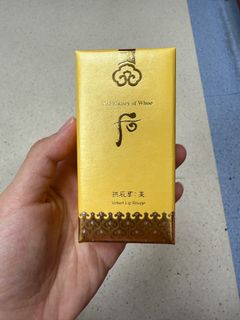 The History of Whoo
后
拱辰享: 美
Velvet Lip Rouge